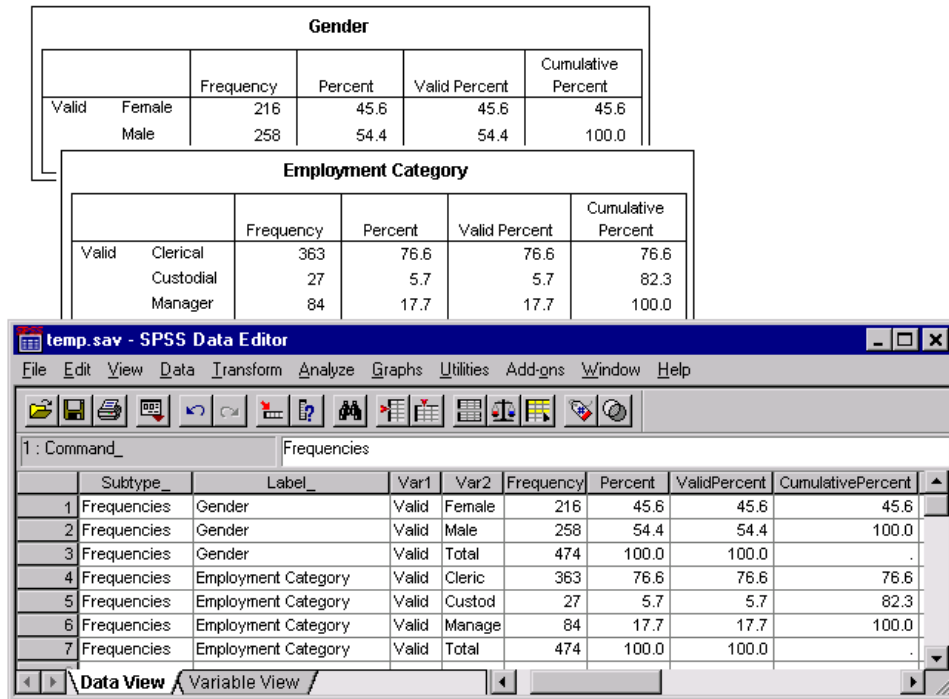 Gender
Cumulative
Frequency Percent Valid Percent Percent
Valid Female 216 45.6 45.6 45.6
Male 258 54.4 54.4 100.0
Employment Category
Cumulative
Frequency Percent Valid Percent Percent
Valid Clerical 363 76.6 76.6 76.6
Custodial 27 5.7 5.7 82.3
Manager 84 17.7 17.7 100.0
SPSS temp.sav - SPSS Data Editor
File Edit View Data Transform Analyze Graphs Utilities Add-ons Window Help
1 : Command_ Frequencies
Subtype_ Label_ Var1 Var2 Frequency Percent ValidPercent CumulativePercent
1 Frequencies Gender Valid Female 216 45.6 45.6 45.6
2 Frequencies Gender Valid Male 258 54.4 54.4 100.0
3 Frequencies Gender Valid Total 474 100.0 100.0 .
4 Frequencies Employment Category Valid Cleric 363 76.6 76.6 76.6
5 Frequencies Employment Category Valid Custod 27 5.7 5.7 82.3
6 Frequencies Employment Category Valid Manage 84 17.7 17.7 100.0
7 Frequencies Employment Category Valid Total 474 100.0 100.0 .
Data View Variable View